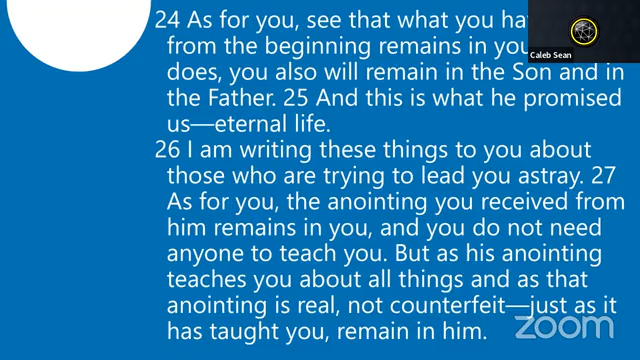 24 As for you, see that what you ha
from the beginning remains in you
does, you also will remain in the Son and in
the Father. 25 And this is what he promised
us—eternal life.
26 I am writing these things to you about
those who are trying to lead you astray. 27
As for you, the anointing you received from
him remains in you, and you do not need
anyone to teach you. But as his anointing
teaches you about all things and as that
anointing is real, not counterfeit—just as it
has taught you, remain in him.
Caleb Sean
zoom